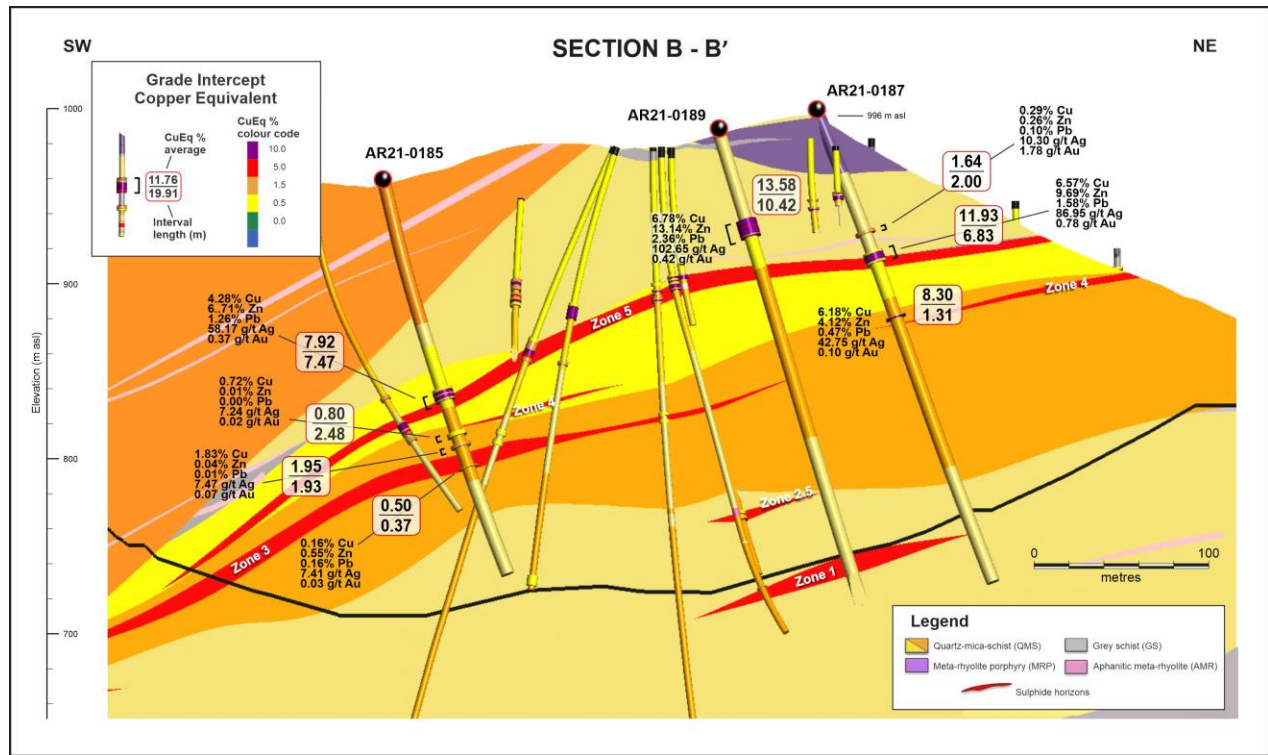 SW
SECTION B - B'
NE
Grade Intercept
Copper Equivalent
CuEq %
average
11.76
19.91
Interval
length (m)
CuEq %
colour code
10.0
5.0
1.5
0.5
0.0
Elevation (m asl)
1000
900
800
700
AR21-0185
AR21-0189
AR21-0187
996 m asl
0.29% Cu
0.26% Zn
0.10% Pb
10.30 g/t Ag
1.78 g/t Au
1.64
2.00
6.57% Cu
9.69% Zn
1.58% Pb
86.95 g/t Ag
0.78 g/t Au
11.93
6.83
6.78% Cu
13.14% Zn
2.36% Pb
102.65 g/t Ag
0.42 g/t Au
13.58
10.42
6.18% Cu
4.12% Zn
0.47% Pb
42.75 g/t Ag
0.10 g/t Au
8.30
1.31
4.28% Cu
6..71% Zn
1.26% Pb
58.17 g/t Ag
0.37 g/t Au
7.92
7.47
0.72% Cu
0.01% Zn
0.00% Pb
7.24 g/t Ag
0.02 g/t Au
0.80
2.48
1.83% Cu
0.04% Zn
0.01% Pb
7.47 g/t Ag
0.07 g/t Au
1.95
1.93
0.16% Cu
0.55% Zn
0.16% Pb
7.41 g/t Ag
0.03 g/t Au
0.50
0.37
Zone 5
Zone 4
Zone 4
Zone 3
Zone 2.5
Zone 1
0
100
metres
Legend
Quartz-mica-schist (QMS)
Grey schist (GS)
Meta-rhyolite porphyry (MRP)
Aphanitic meta-rhyolite (AMR)
Sulphide horizons